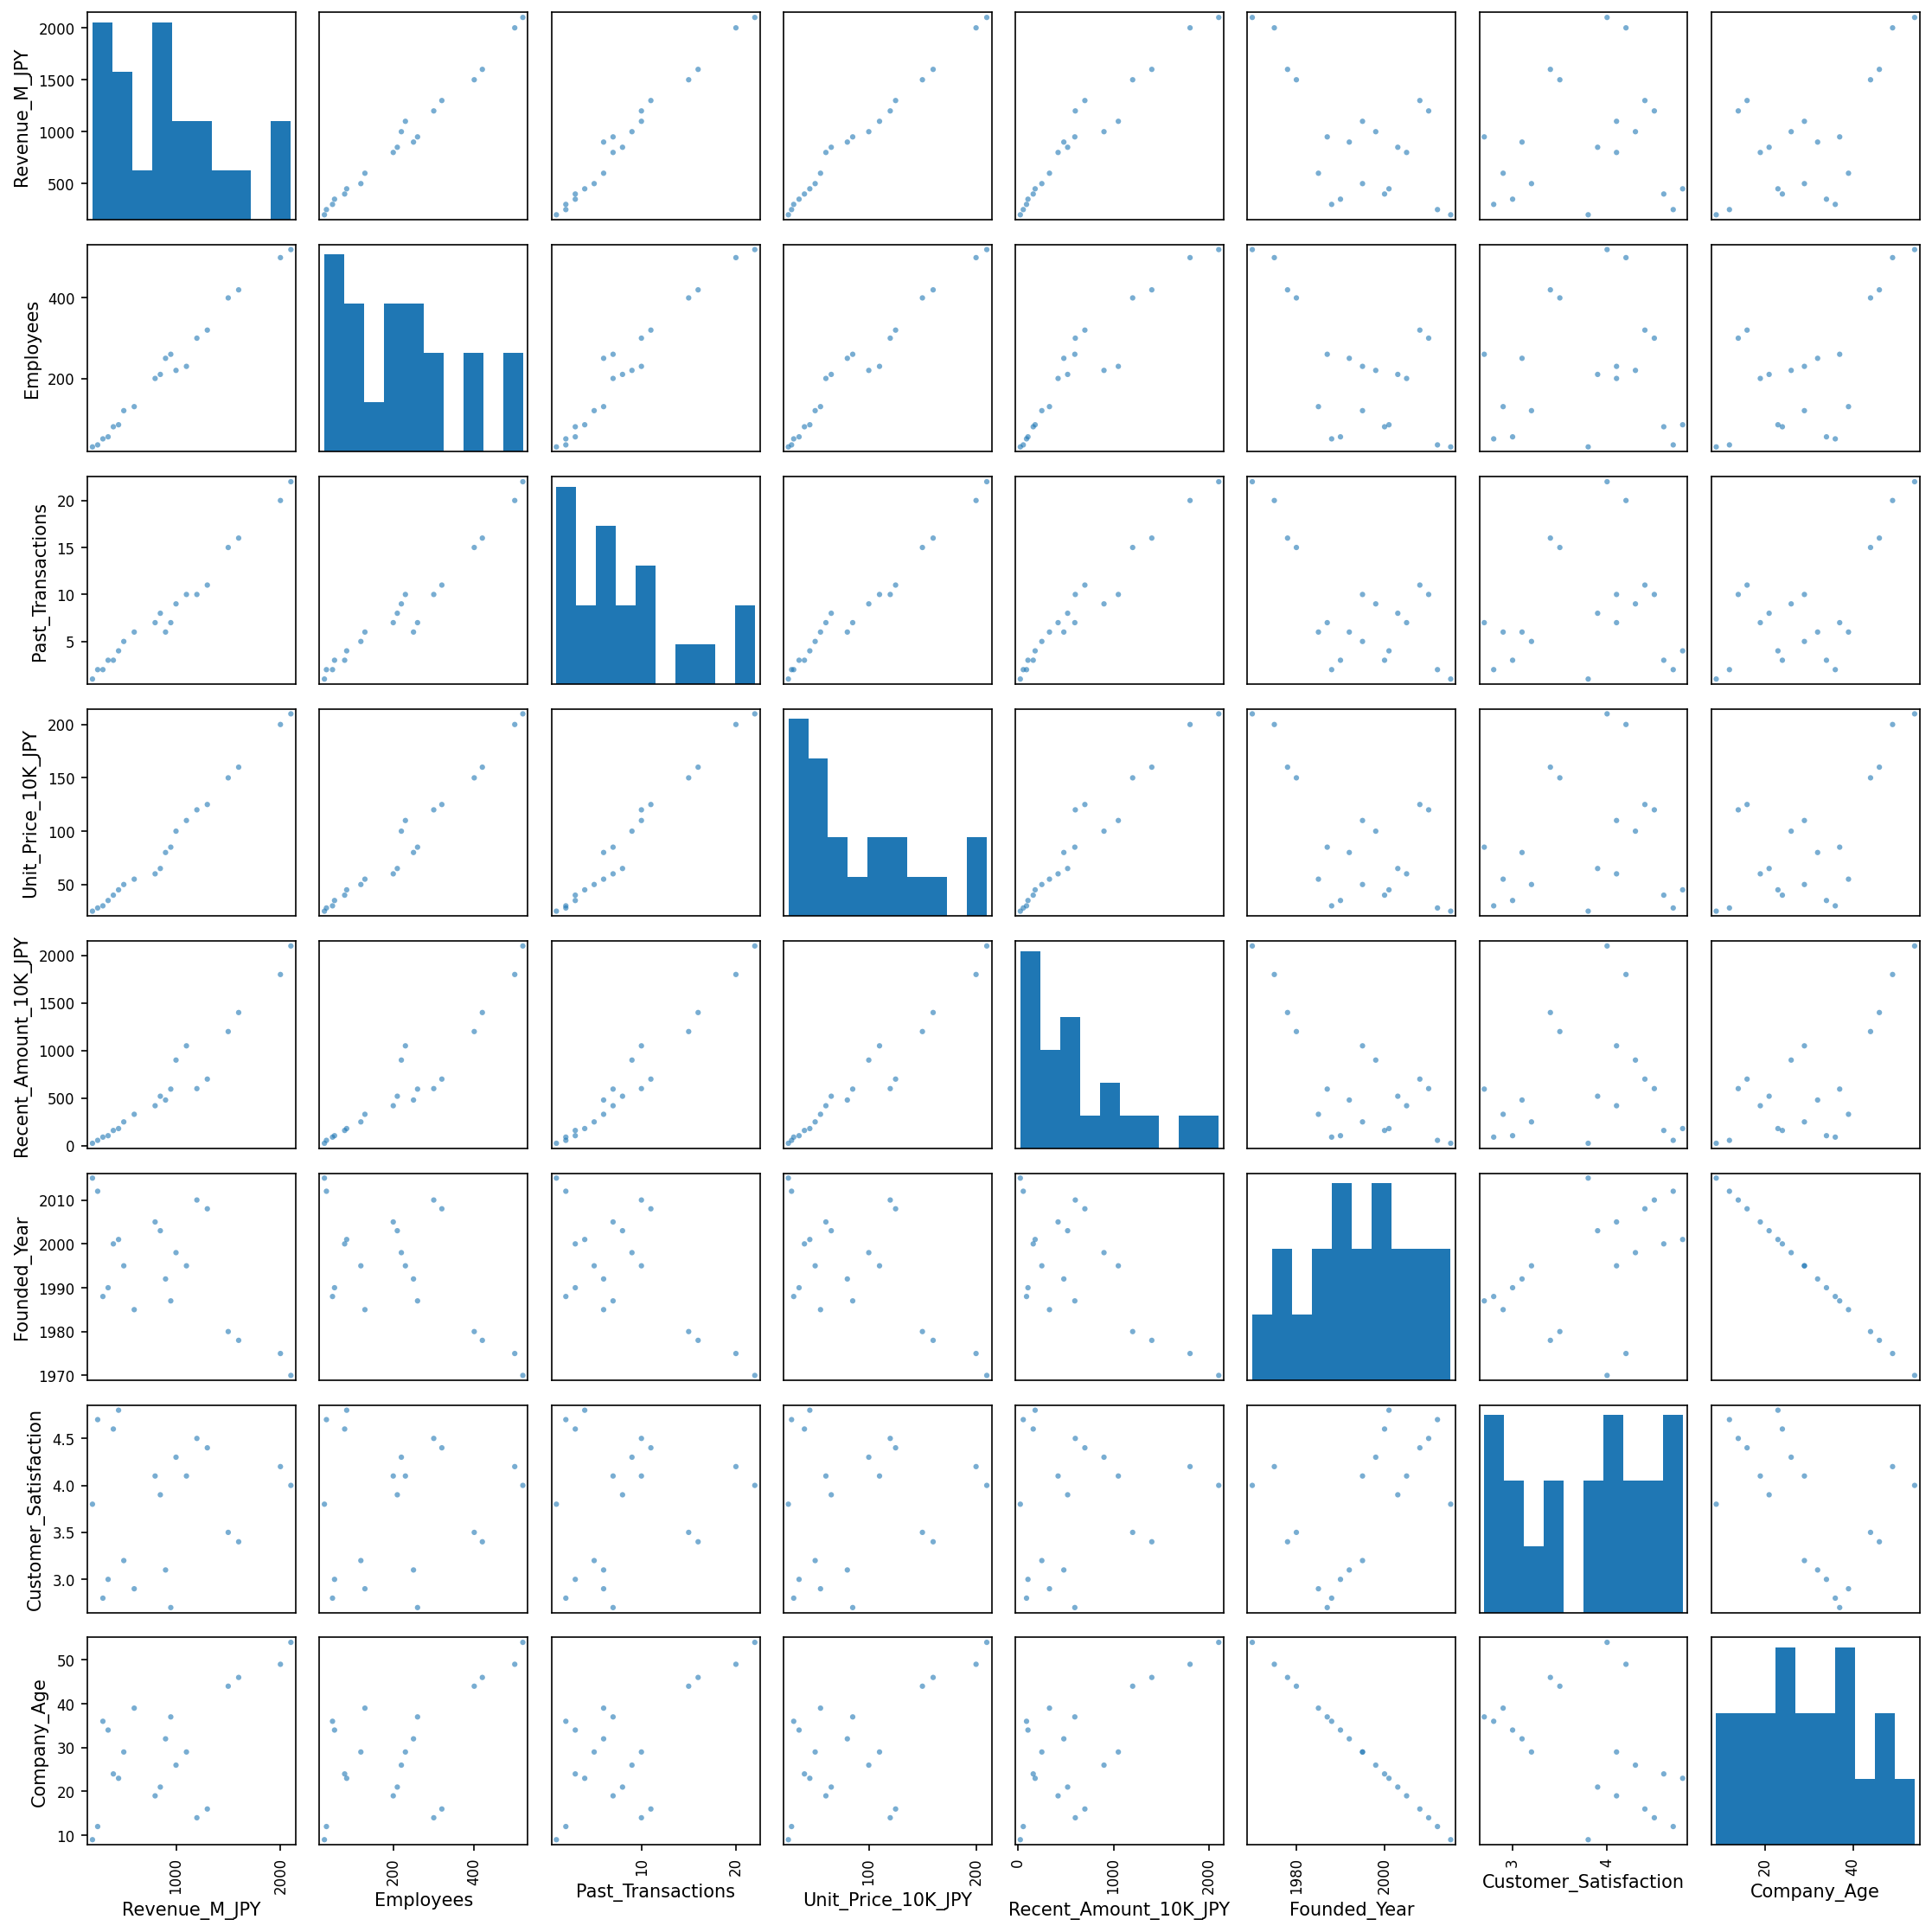 Revenue_M_JPY
2000
1500
1000
500
Employees
400
200
Past_Transactions
20
15
10
5
Unit_Price_10K_JPY
200
150
100
50
Recent_Amount_10K_JPY
2000
1500
1000
500
0
Founded_Year
2010
2000
1990
1980
1970
Customer_Satisfaction
4.5
4.0
3.5
3.0
Company_Age
50
40
30
20
10
1000 2000
200 400
10 20
100 200
0 1000 2000
1980 2000
3 4
20 40
Revenue_M_JPY
Employees
Past_Transactions
Unit_Price_10K_JPY
Recent_Amount_10K_JPY
Founded_Year
Customer_Satisfaction
Company_Age